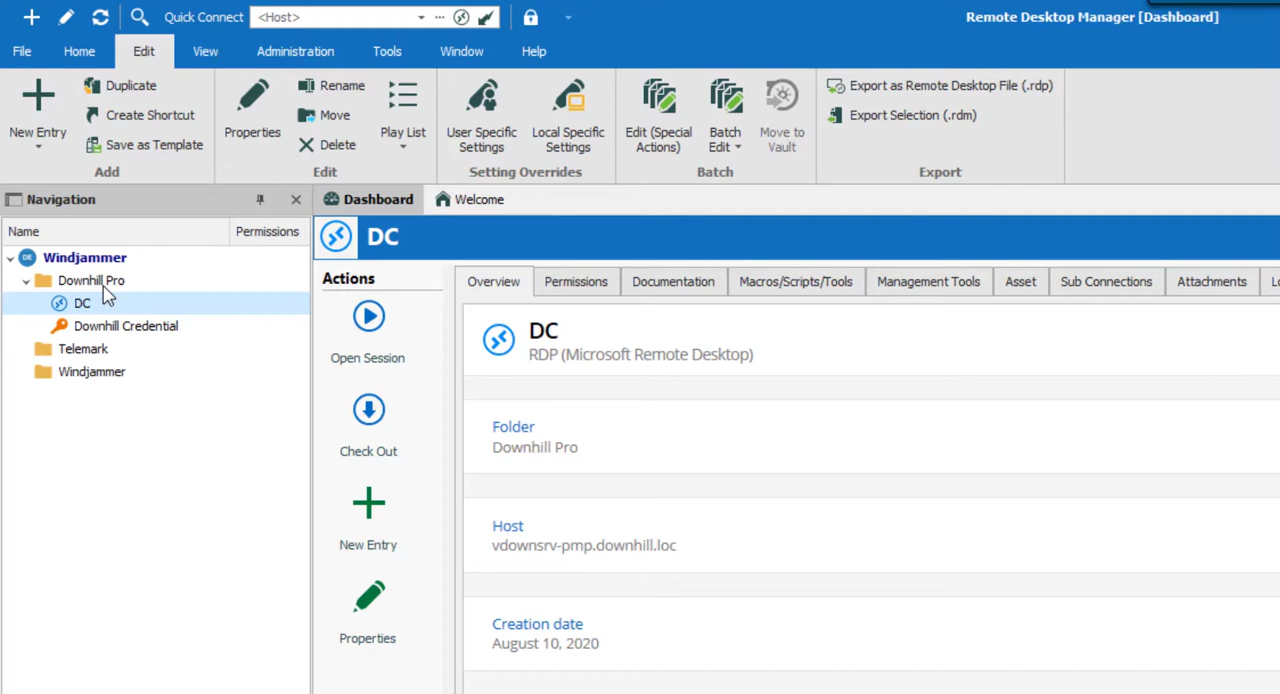 Quick Connect <Host> Remote Desktop Manager [Dashboard]
File Home Edit View Administration Tools Window Help
New Entry
Duplicate
Create Shortcut
Save as Template
Add
Properties
Rename
Move
Delete
Play List
Edit
User Specific
Settings
Local Specific
Settings
Setting Overrides
Edit (Special
Actions)
Batch
Edit
Move to
Vault
Batch
Export as Remote Desktop File (.rdp)
Export Selection (.rdm)
Export
Navigation
Name Permissions
DE Windjammer
Downhill Pro
DC
Downhill Credential
Telemark
Windjammer
Dashboard Welcome
DC
Actions
Open Session
Check Out
New Entry
Properties
Overview Permissions Documentation Macros/Scripts/Tools Management Tools Asset Sub Connections Attachments
DC
RDP (Microsoft Remote Desktop)
Folder
Downhill Pro
Host
vdownsrv-pmp.downhill.loc
Creation date
August 10, 2020